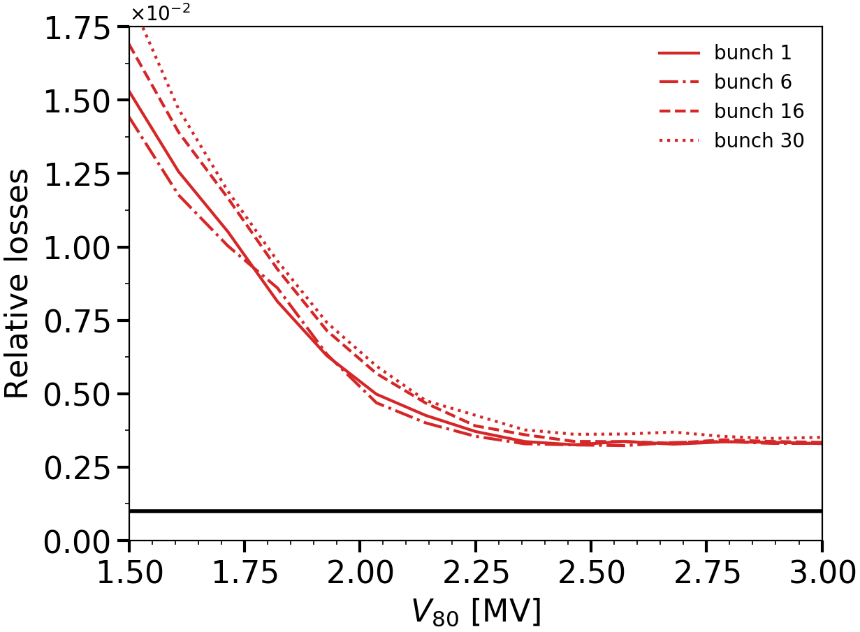 ×10⁻²
1.75
1.50
1.25
1.00
0.75
0.50
0.25
0.00
Relative losses
bunch 1
bunch 6
bunch 16
bunch 30
1.50 1.75 2.00 2.25 2.50 2.75 3.00
V₈₀ [MV]